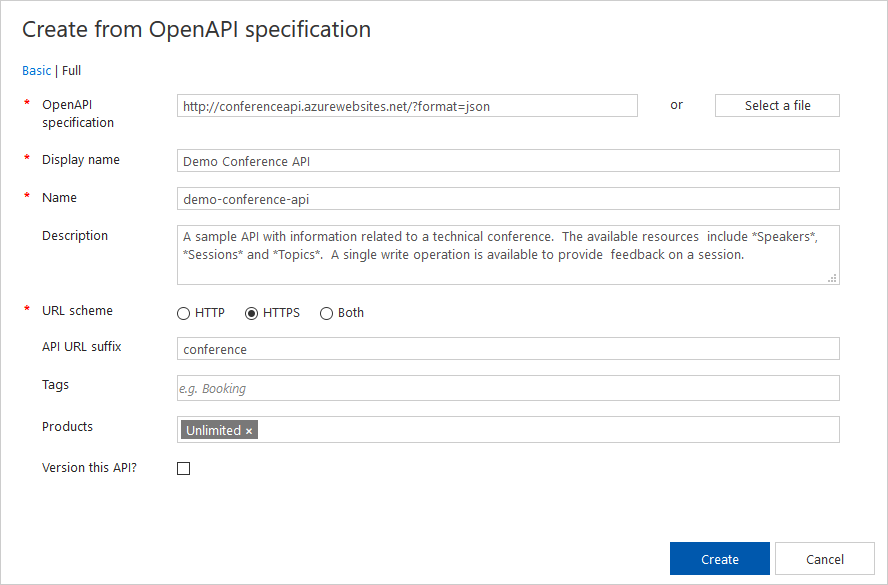 Create from OpenAPI specification
Basic | Full
* OpenAPI specification
http://conferenceapi.azurewebsites.net/?format=json
or
Select a file
* Display name
Demo Conference API
* Name
demo-conference-api
Description
A sample API with information related to a technical conference.  The available resources  include *Speakers*,
*Sessions* and *Topics*.  A single write operation is available to provide  feedback on a session.
* URL scheme
HTTP
HTTPS
Both
API URL suffix
conference
Tags
e.g. Booking
Products
Unlimited ×
Version this API?
Create
Cancel